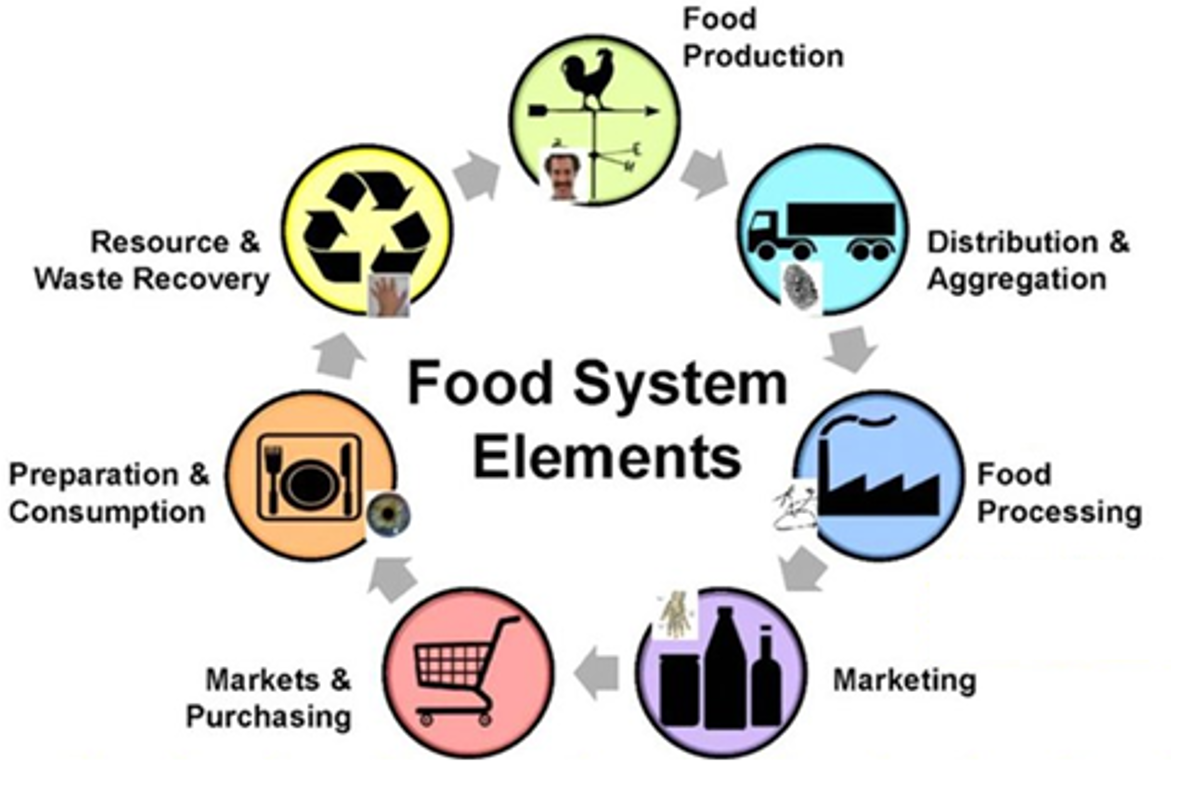 Food
Production
Distribution &
Aggregation
Food
Processing
Marketing
Markets &
Purchasing
Preparation &
Consumption
Resource &
Waste Recovery
Food System
Elements